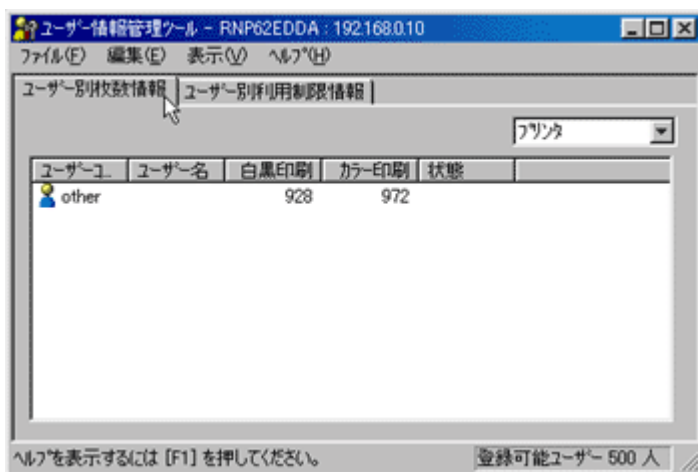 ユーザー情報管理ツール - RNP62EDDA : 192.168.0.10
ファイル(F) 編集(E) 表示(V) ヘルプ(H)
ユーザー別枚数情報 ユーザー別利用制限情報
プリンタ
ユーザーコ... ユーザー名 白黒印刷 カラー印刷 状態
other 928 972
ヘルプを表示するには [F1] を押してください。 登録可能ユーザー 500 人